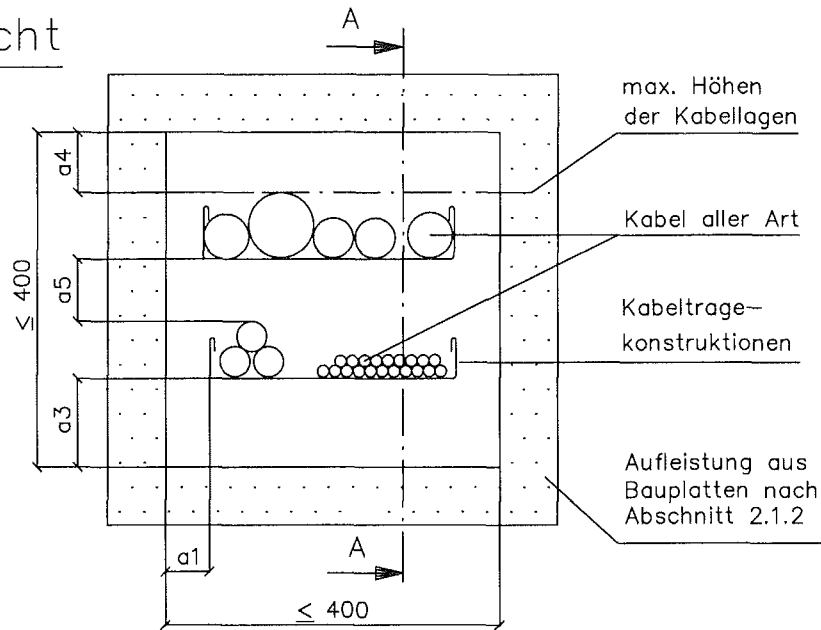 cht
A
max. Höhen
der Kabellagen
a4
Kabel aller Art
≤ 400
a5
Kabeltrage-
konstruktionen
a3
Aufleistung aus
Bauplatten nach
Abschnitt 2.1.2
A
a1
≤ 400